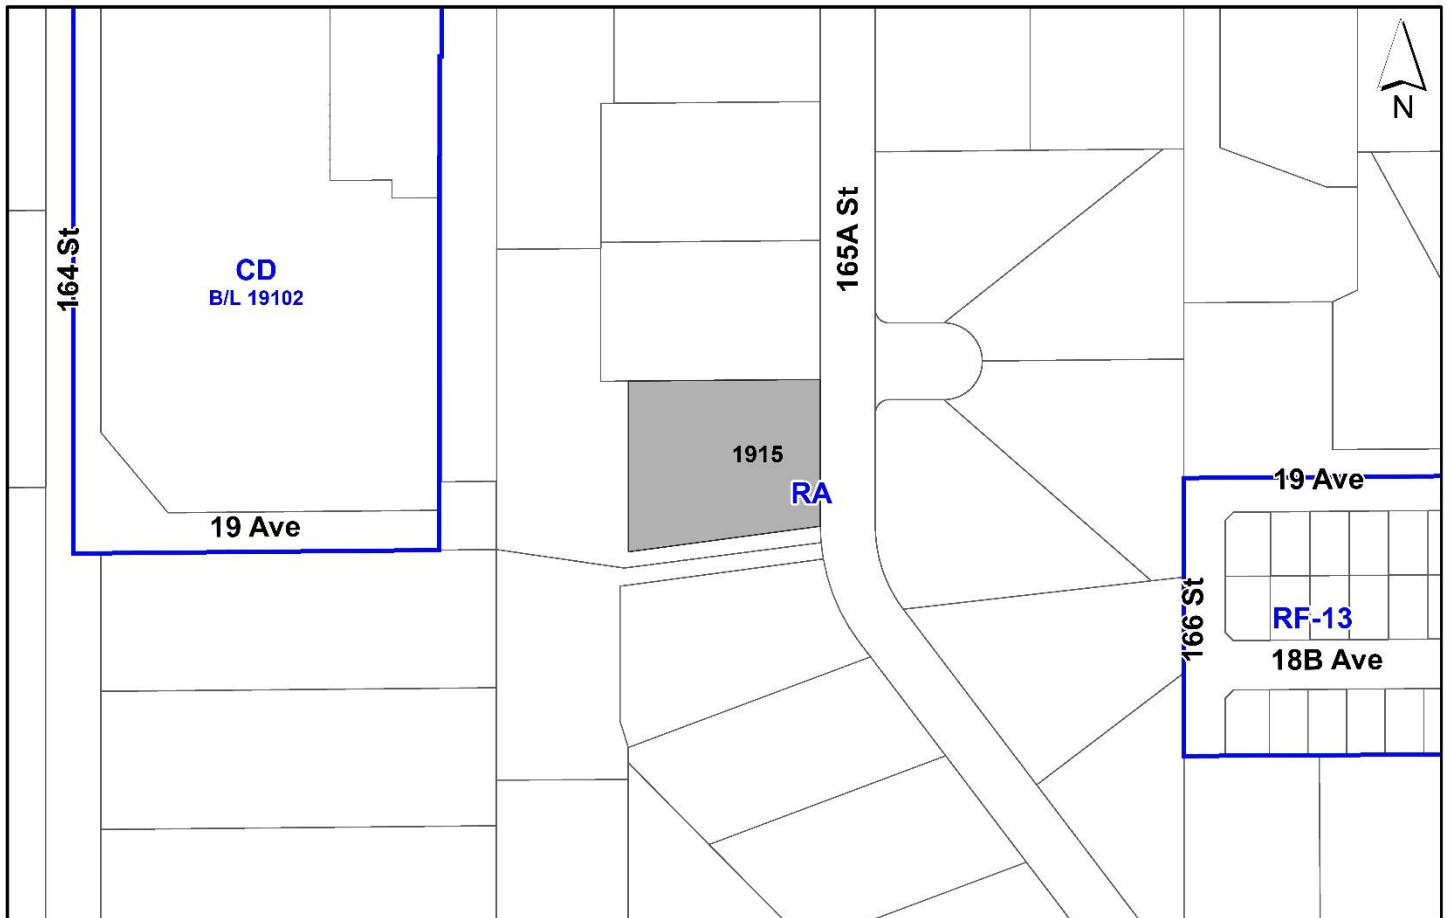 N
165A St
164 St
CD
B/L 19102
1915
19 Ave
RA
19 Ave
166 St
RF-13
18B Ave